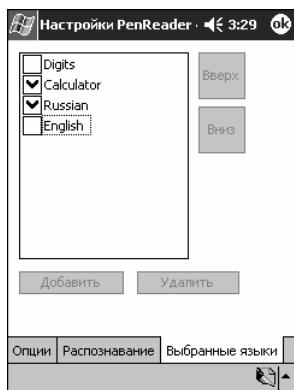 Настройки PenReader 3:29 ok
Digits
Calculator
Russian
English
Вверх
Вниз
Добавить Удалить
Опции Распознавание Выбранные языки